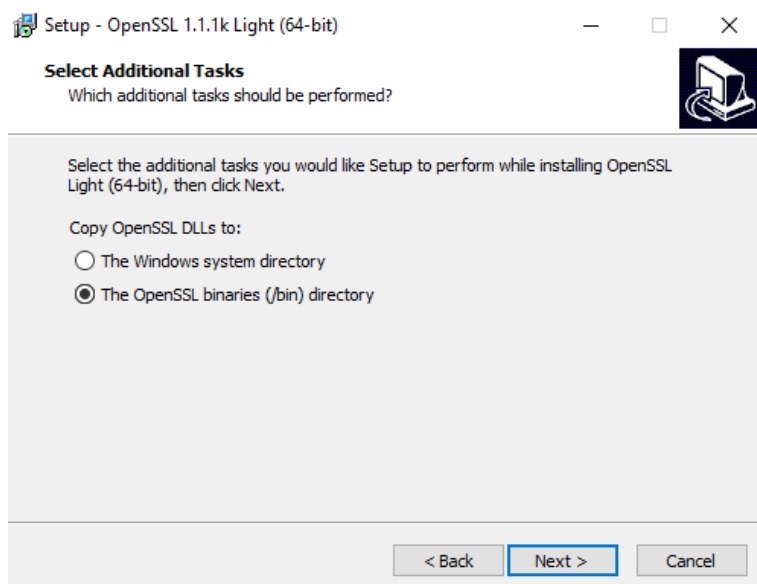 Setup - OpenSSL 1.1.1k Light (64-bit)
Select Additional Tasks
Which additional tasks should be performed?
Select the additional tasks you would like Setup to perform while installing OpenSSL
Light (64-bit), then click Next.
Copy OpenSSL DLLs to:
The Windows system directory
The OpenSSL binaries (/bin) directory
< Back
Next >
Cancel